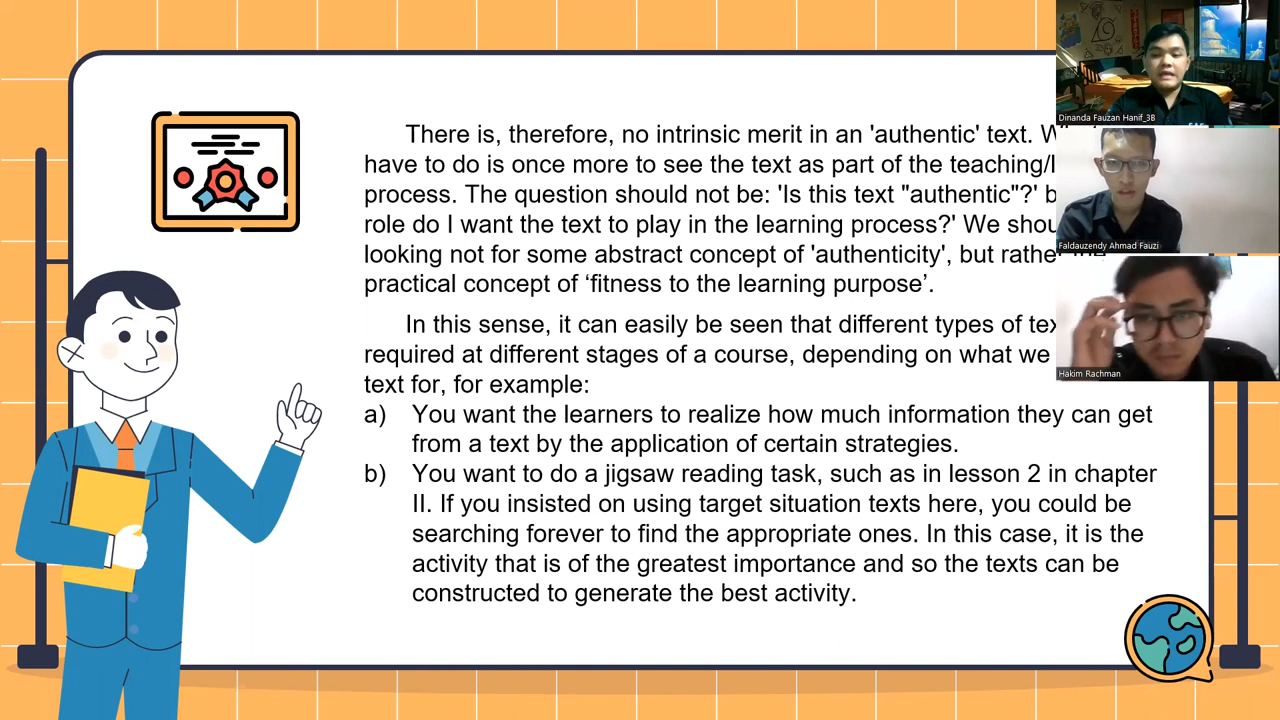 There is, therefore, no intrinsic merit in an 'authentic' text.
have to do is once more to see the text as part of the
process. The question should not be: 'Is this text "authentic"?'
role do I want the text to play in the learning process?' We
looking not for some abstract concept of 'authenticity', but
practical concept of ‘fitness to the learning purpose’.
In this sense, it can easily be seen that different types of
required at different stages of a course, depending on what we
text for, for example:
a) You want the learners to realize how much information they can get
from a text by the application of certain strategies.
b) You want to do a jigsaw reading task, such as in lesson 2 in chapter
II. If you insisted on using target situation texts here, you could be
searching forever to find the appropriate ones. In this case, it is the
activity that is of the greatest importance and so the texts can be
constructed to generate the best activity.
Dinanda Fauzan Hanif_3B
Faldauzendy Ahmad Fauzi
Hakim Rachman